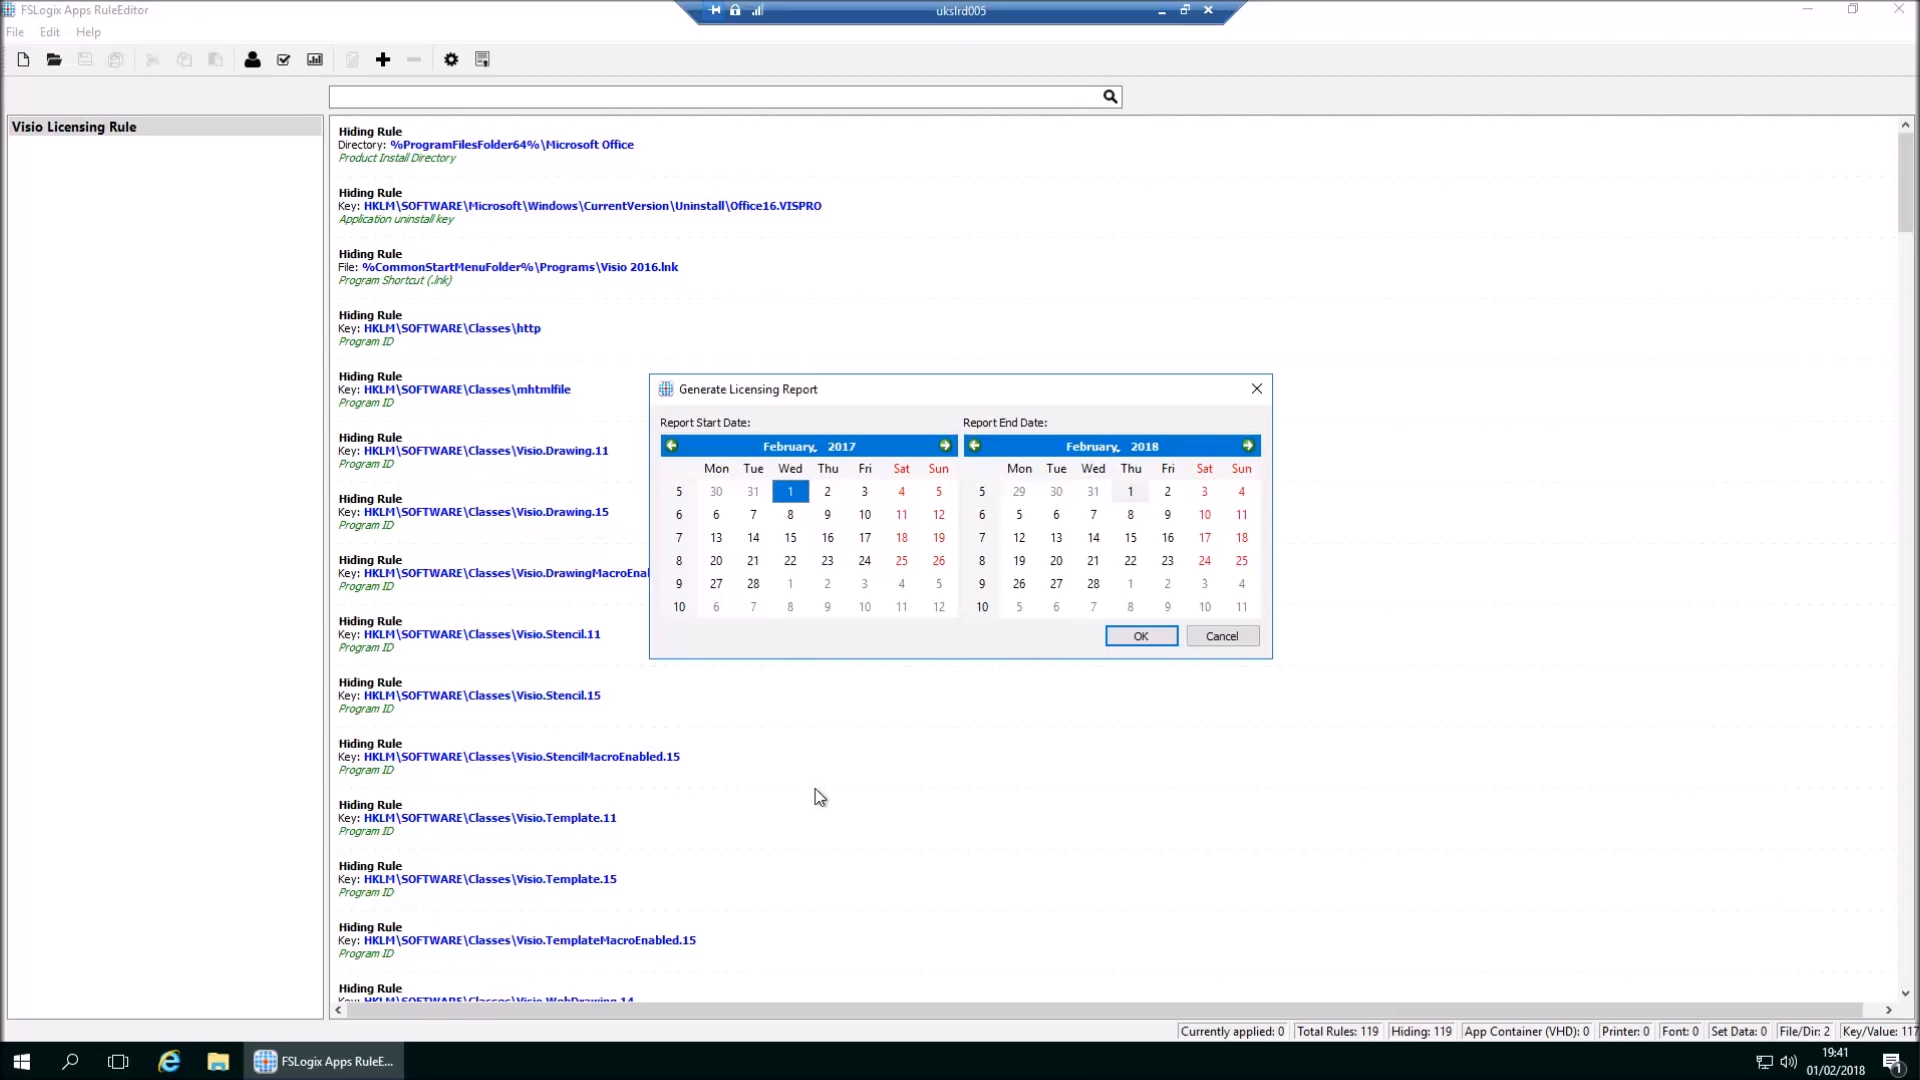 FSLogix Apps RuleEditor
ukslrd005
File Edit Help
Visio Licensing Rule
Hiding Rule
Directory: %ProgramFilesFolder64%\Microsoft Office
Product Install Directory
Hiding Rule
Key: HKLM\SOFTWARE\Microsoft\Windows\CurrentVersion\Uninstall\Office16.VISPRO
Application uninstall key
Hiding Rule
File: %CommonStartMenuFolder%\Programs\Visio 2016.lnk
Program Shortcut (.lnk)
Hiding Rule
Key: HKLM\SOFTWARE\Classes\http
Program ID
Hiding Rule
Key: HKLM\SOFTWARE\Classes\mhtmlfile
Program ID
Hiding Rule
Key: HKLM\SOFTWARE\Classes\Visio.Drawing.11
Program ID
Hiding Rule
Key: HKLM\SOFTWARE\Classes\Visio.Drawing.15
Program ID
Hiding Rule
Key: HKLM\SOFTWARE\Classes\Visio.DrawingMacroEnal
Program ID
Hiding Rule
Key: HKLM\SOFTWARE\Classes\Visio.Stencil.11
Program ID
Hiding Rule
Key: HKLM\SOFTWARE\Classes\Visio.Stencil.15
Program ID
Hiding Rule
Key: HKLM\SOFTWARE\Classes\Visio.StencilMacroEnabled.15
Program ID
Hiding Rule
Key: HKLM\SOFTWARE\Classes\Visio.Template.11
Program ID
Hiding Rule
Key: HKLM\SOFTWARE\Classes\Visio.Template.15
Program ID
Hiding Rule
Key: HKLM\SOFTWARE\Classes\Visio.TemplateMacroEnabled.15
Program ID
Hiding Rule
Key: HKLM\SOFTWARE\Classes\Visio.WebDrawing.14
Generate Licensing Report
Report Start Date:
February, 2017
Mon Tue Wed Thu Fri Sat Sun
5 30 31 1 2 3 4 5
6 6 7 8 9 10 11 12
7 13 14 15 16 17 18 19
8 20 21 22 23 24 25 26
9 27 28 1 2 3 4 5
10 6 7 8 9 10 11 12
Report End Date:
February, 2018
Mon Tue Wed Thu Fri Sat Sun
5 29 30 31 1 2 3 4
6 5 6 7 8 9 10 11
7 12 13 14 15 16 17 18
8 19 20 21 22 23 24 25
9 26 27 28 1 2 3 4
10 5 6 7 8 9 10 11
OK Cancel
Currently applied: 0 Total Rules: 119 Hiding: 119 App Container (VHD): 0 Printer: 0 Font: 0 Set Data: 0 File/Dir: 2 Key/Value: 117
FSLogix Apps RuleE...
19:41
01/02/2018
1